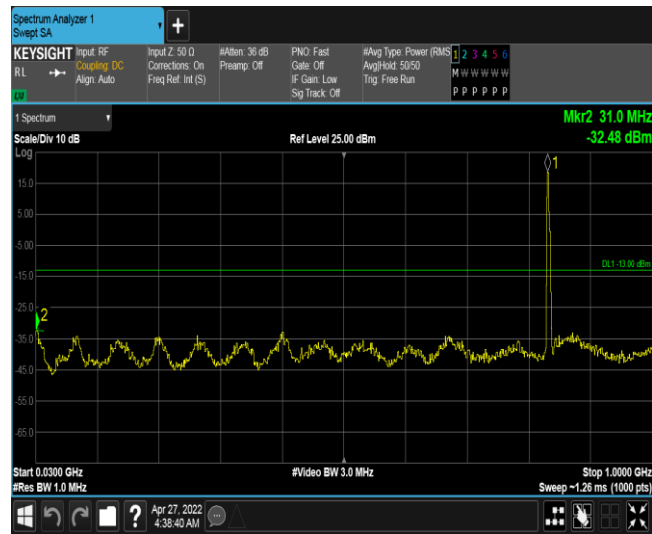 Spectrum Analyzer 1
Swept SA
KEYSIGHT Input: RF Input Z: 50 Ω #Atten: 36 dB PNO: Fast #Avg Type: Power (RMS 1 2 3 4 5 6
RL Coupling: DC Corrections: On Preamp: Off Gate: Off Avg|Hold: 50/50 M W W W W W
Align: Auto Freq Ref: Int (S) IF Gain: Low Trig: Free Run
Sig Track: Off P P P P P P
1 Spectrum Mkr2 31.0 MHz
Scale/Div 10 dB Ref Level 25.00 dBm -32.48 dBm
Log
1
15.0
5.00
-5.00
DL1 -13.00 dBm
-15.0
-25.0
2
-35.0
-45.0
-55.0
-65.0
Start 0.0300 GHz #Video BW 3.0 MHz Stop 1.0000 GHz
#Res BW 1.0 MHz Sweep ~1.26 ms (1000 pts)
Apr 27, 2022
4:38:40 AM